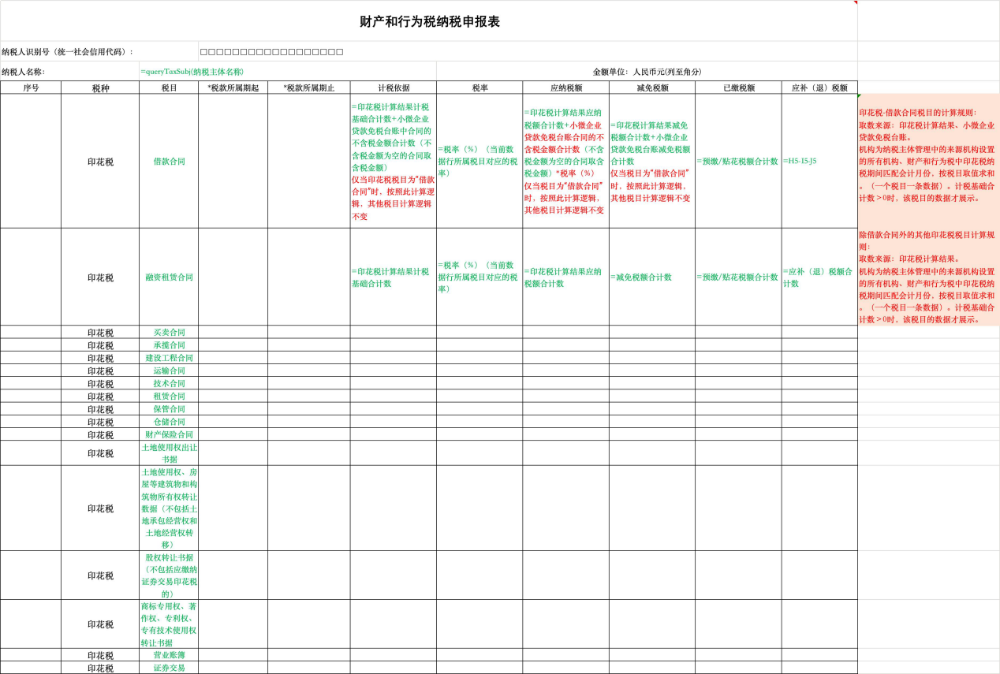 财产和行为税纳税申报表
纳税人识别号（统一社会信用代码）： □□□□□□□□□□□□□□□□□□
纳税人名称: =queryTaxSubj(纳税主体名称) 金额单位：人民币元(列至角分)
序号 税种 税目 *税款所属期起 *税款所属期止 计税依据 税率 应纳税额 减免税额 已缴税额 应补（退）税额
印花税
借款合同
=印花税计算结果计税
基础合计数+小微企业
贷款免税台账中合同的
不含税金额合计数（不
含税金额为空的合同取
含税金额）
仅当印花税税目为"借款
合同"时，按照此计算逻
辑，其他税目计算逻辑
不变
=税率（%）（当前数
据行所属税目对应的税
率）
=印花税计算结果应纳
税额合计数+小微企业
贷款免税台账合同的不
含税金额合计数（不含
税金额为空的合同取含
税金额）*税率（%）
仅当税目为"借款合同"
时，按照此计算逻辑，
其他税目计算逻辑不变
=印花税计算结果减免
税额合计数+小微企业
贷款免税台账减免税额
合计数
仅当税目为"借款合同"
时，按照此计算逻辑，
其他税目计算逻辑不变
=预缴/贴花税额合计数
=H5-I5-J5
印花税-借款合同税目的计算规则：
取数来源：印花税计算结果、小微企业
贷款免税台账。
机构为纳税主体管理中的来源机构设置
的所有机构、财产和行为税中印花税纳
税期间匹配会计月份，按税目取值求和
。（一个税目一条数据）。计税基础合
计数＞0时，该税目的数据才展示。
印花税
融资租赁合同
=印花税计算结果计税
基础合计数
=税率（%）（当前数
据行所属税目对应的税
率）
=印花税计算结果应纳
税额合计数
=减免税额合计数
=预缴/贴花税额合计数
=应补（退）税额合
计数
除借款合同外的其他印花税税目计算规
则：
取数来源：印花税计算结果。
机构为纳税主体管理中的来源机构设置
的所有机构、财产和行为税中印花税纳
税期间匹配会计月份，按税目取值求和
。（一个税目一条数据）。计税基础合
计数＞0时，该税目的数据才展示。
印花税 买卖合同
印花税 承揽合同
印花税 建设工程合同
印花税 运输合同
印花税 技术合同
印花税 租赁合同
印花税 保管合同
印花税 仓储合同
印花税 财产保险合同
印花税
土地使用权出让
书据
印花税
土地使用权、房
屋等建筑物和构
筑物所有权转让
数据（不包括土
地承包经营权和
土地经营权转
移）
印花税
股权转让书据
（不包括应缴纳
证券交易印花税
的）
印花税
商标专用权、著
作权、专利权、
专有技术使用权
转让书据
印花税 营业账簿
印花税 证券交易